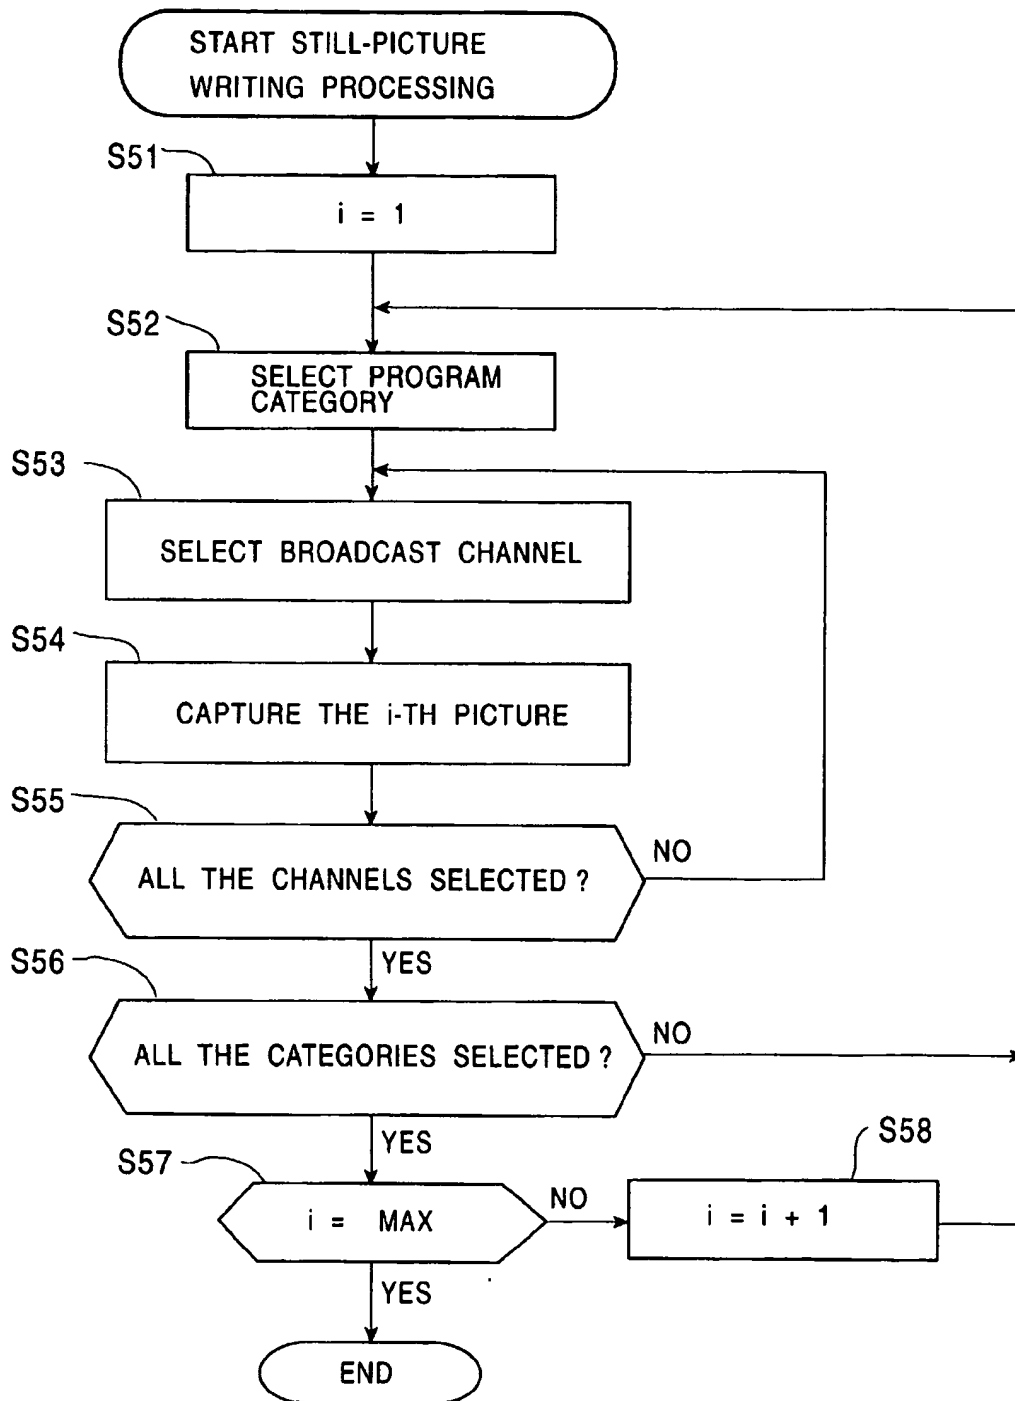 START STILL-PICTURE
WRITING PROCESSING
S51
i = 1
S52
SELECT PROGRAM
CATEGORY
S53
SELECT BROADCAST CHANNEL
S54
CAPTURE THE i-TH PICTURE
S55
ALL THE CHANNELS SELECTED ?
NO
YES
S56
ALL THE CATEGORIES SELECTED ?
NO
YES
S57
i = MAX
NO
S58
i = i + 1
YES
END